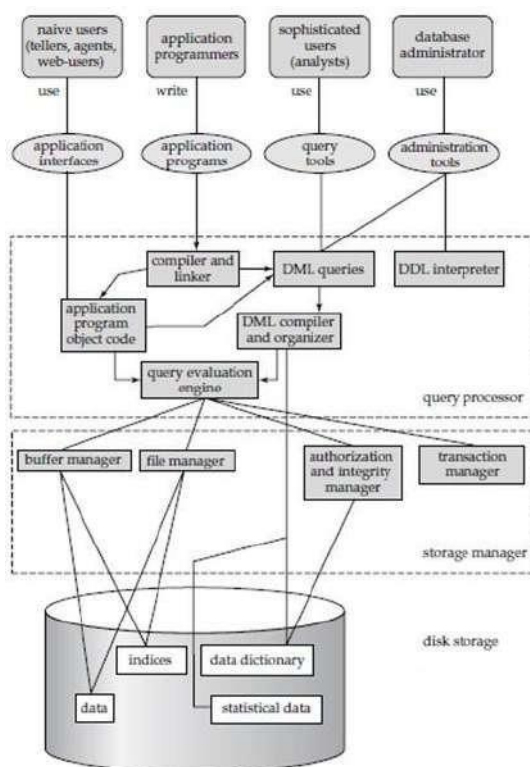 naive users
(tellers, agents,
web-users)
application
programmers
sophisticated
users
(analysts)
database
administrator
use
write
use
use
application
interfaces
application
programs
query
tools
administration
tools
compiler and
linker
DML queries
DDL interpreter
application
program
object code
DML compiler
and organizer
query evaluation
engine
query processor
buffer manager
file manager
authorization
and integrity
manager
transaction
manager
storage manager
disk storage
indices
data dictionary
data
statistical data